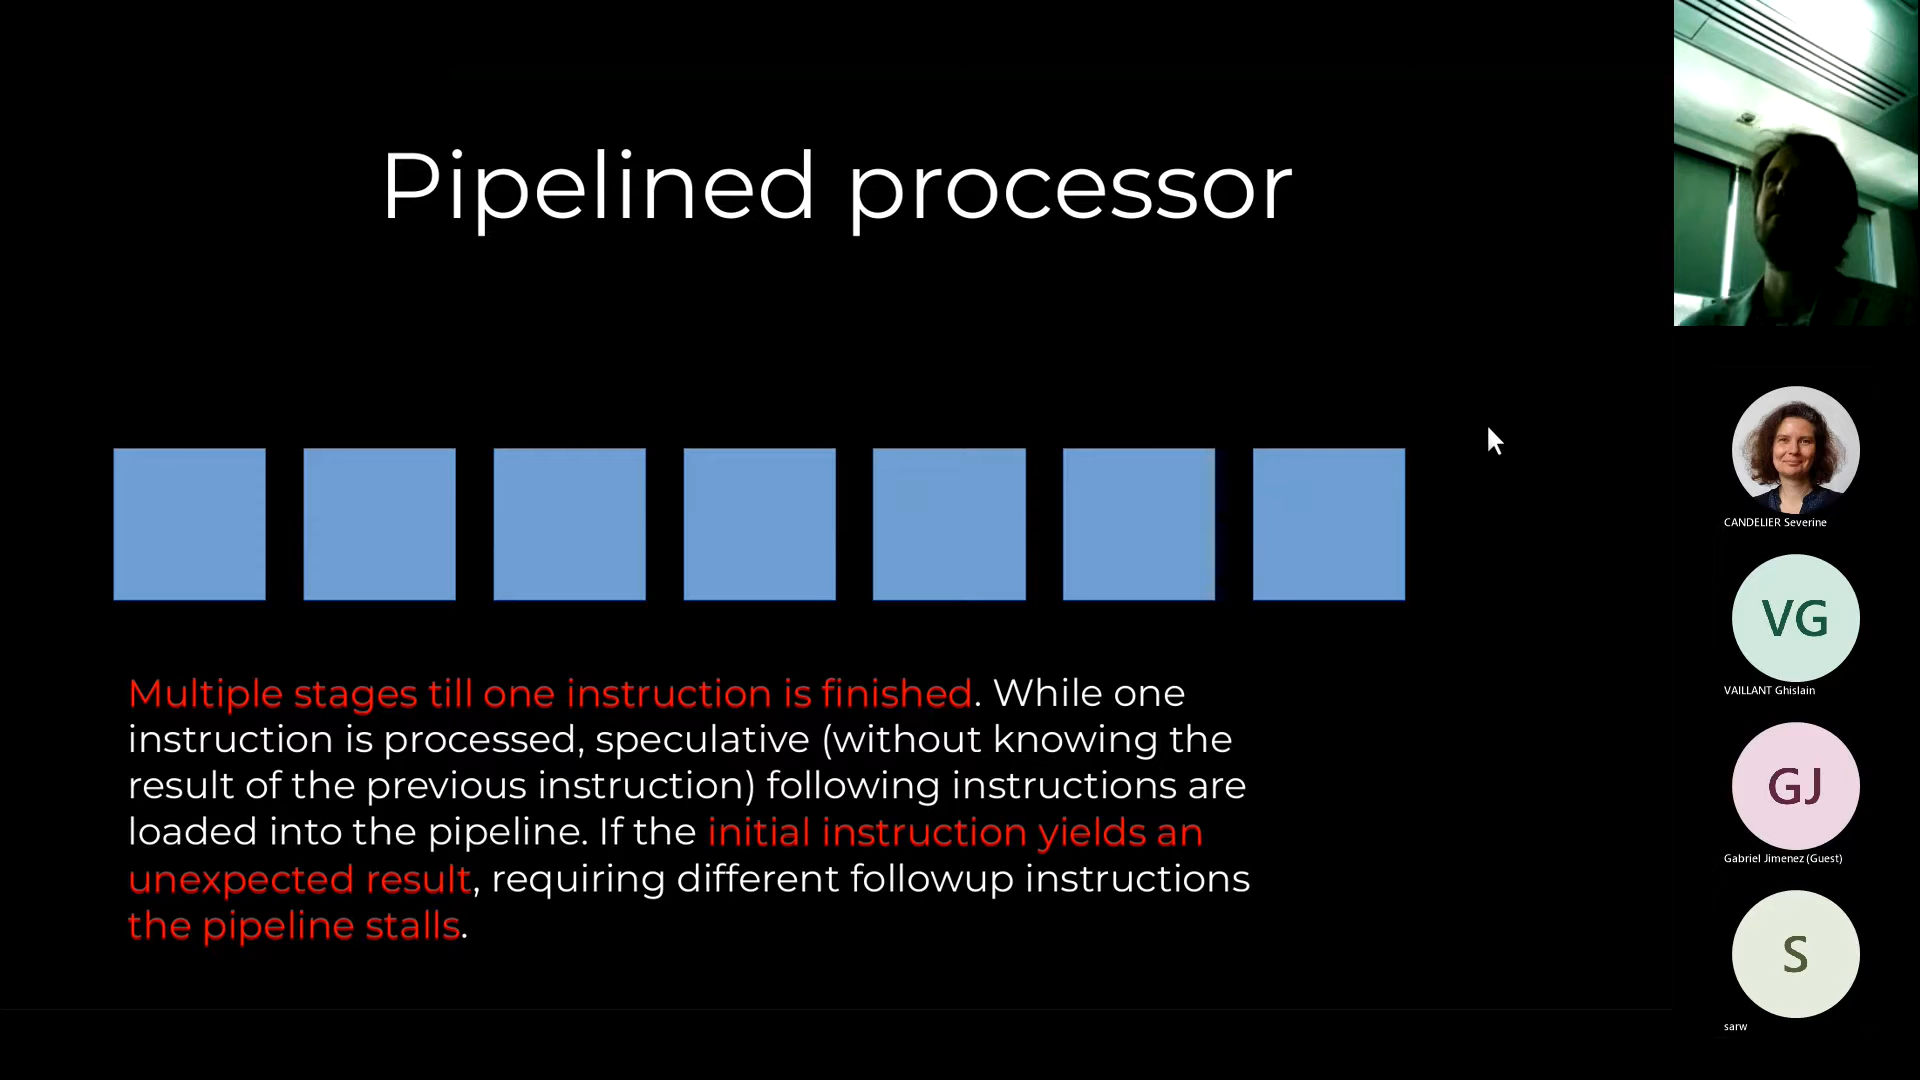 Pipelined processor
Multiple stages till one instruction is finished. While one
instruction is processed, speculative (without knowing the
result of the previous instruction) following instructions are
loaded into the pipeline. If the initial instruction yields an
unexpected result, requiring different followup instructions
the pipeline stalls.
CANDELIER Severine
VG
VAILLANT Ghislain
GJ
Gabriel Jimenez (Guest)
S
sarw